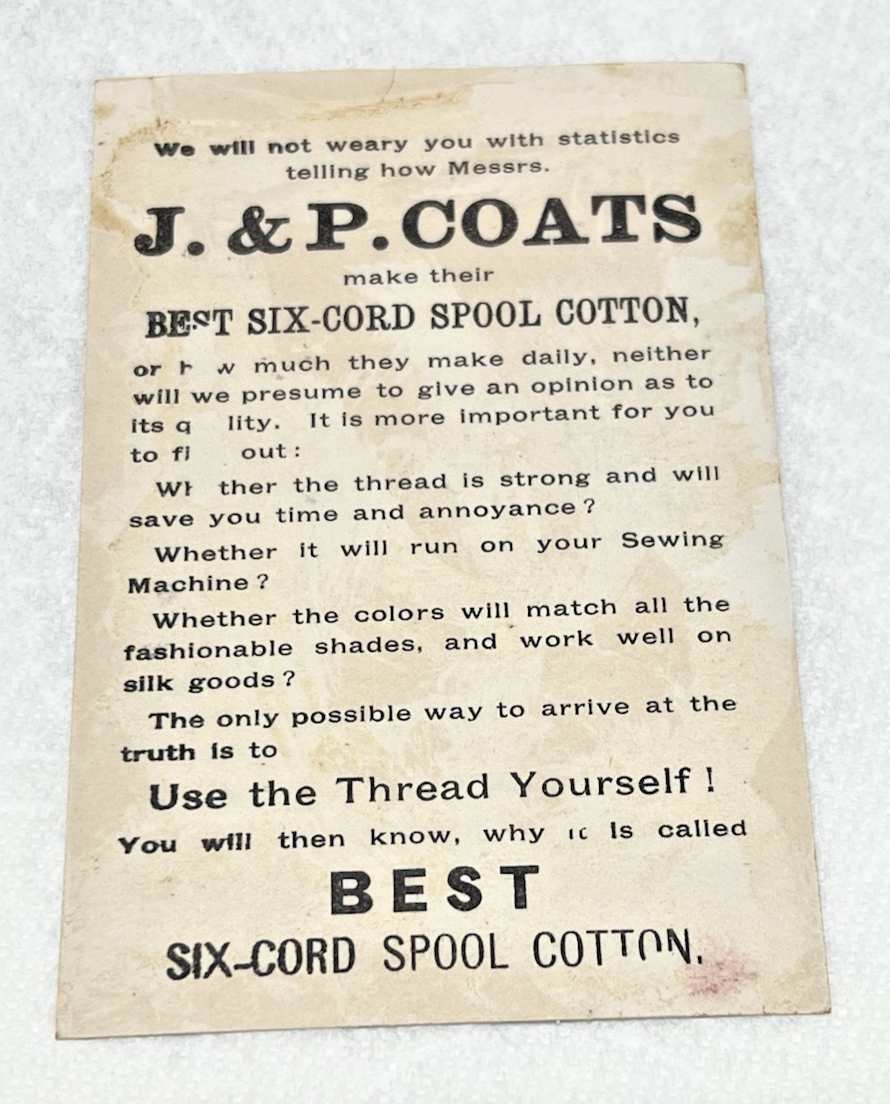 We will not weary you with statistics
telling how Messrs.
J. & P. COATS
make their
BEST SIX-CORD SPOOL COTTON,
or h w much they make daily, neither
will we presume to give an opinion as to
its q lity. It is more important for you
to fi out:
Wh ther the thread is strong and will
save you time and annoyance?
Whether it will run on your Sewing
Machine?
Whether the colors will match all the
fashionable shades, and work well on
silk goods?
The only possible way to arrive at the
truth is to
Use the Thread Yourself!
You will then know, why it is called
BEST
SIX-CORD SPOOL COTTON.